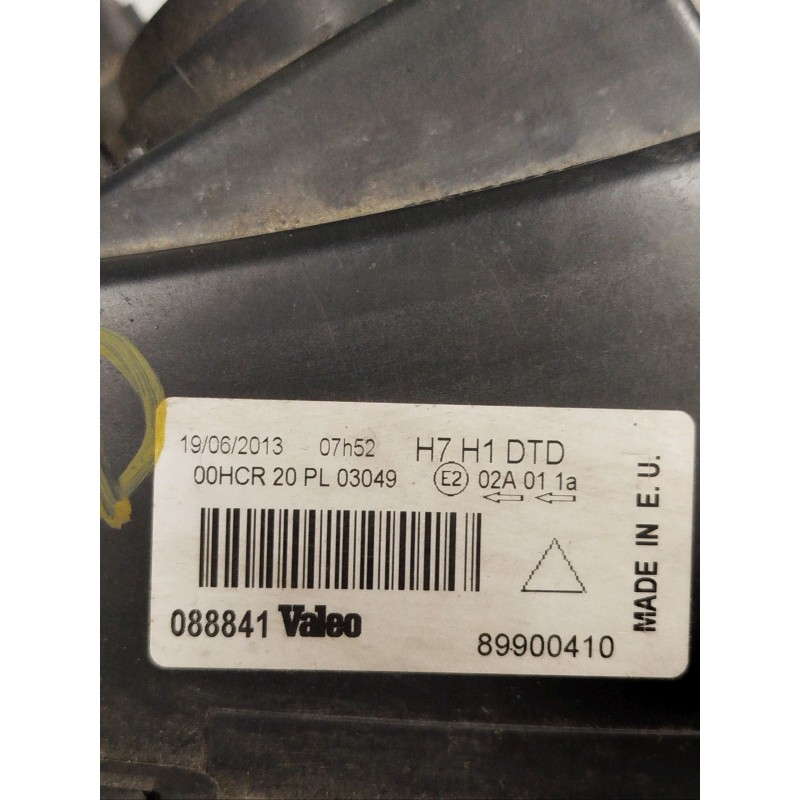 19/06/2013 07h52 H7 H1 DTD
00HCR 20 PL 03049 E2 02A 01 1a
088841 Valeo
89900410
MADE IN E. U.